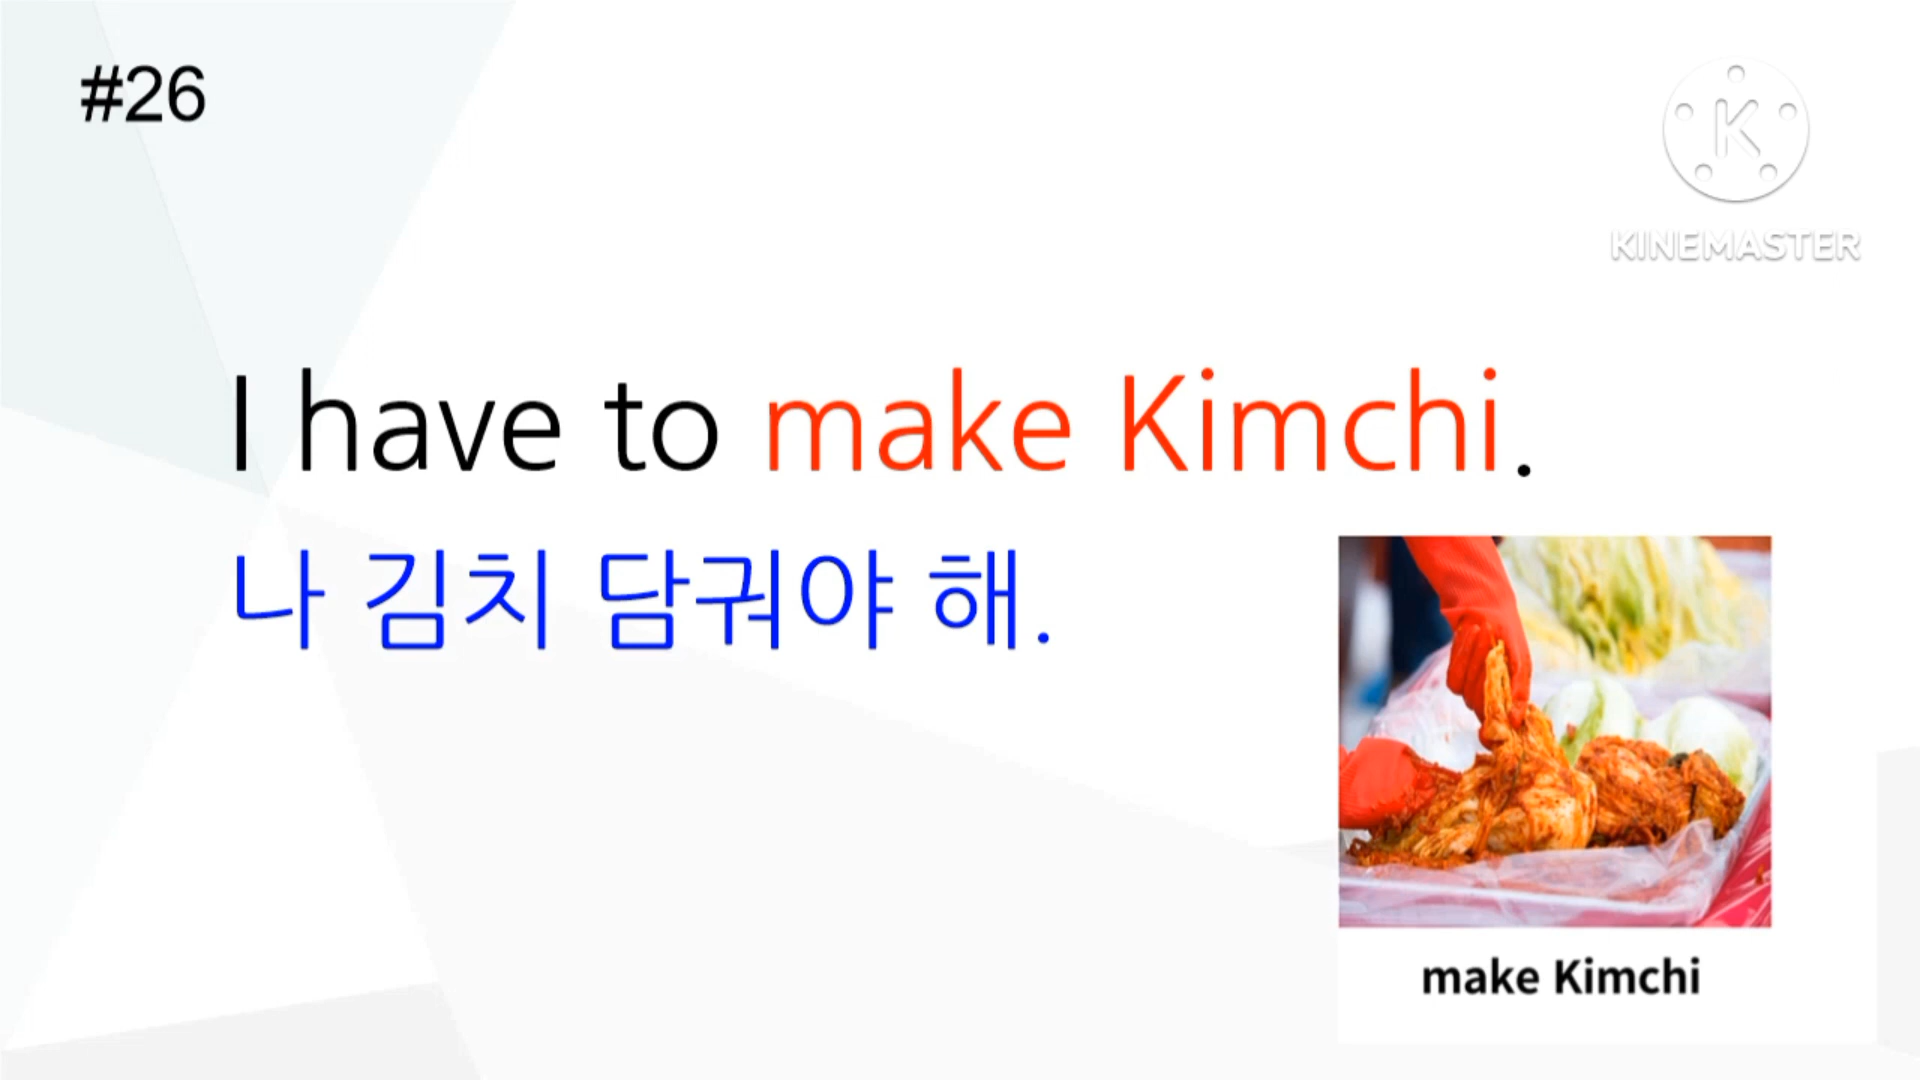 #26
K
KINEMASTER
I have to make Kimchi.
나 김치 담궈야 해.
make Kimchi